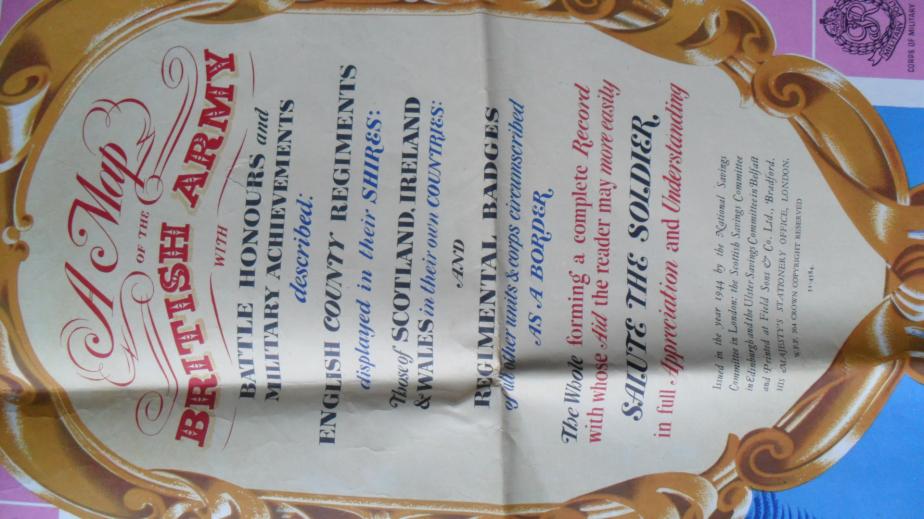 A Map
OF THE
BRITISH ARMY
WITH
BATTLE HONOURS and
MILITARY ACHIEVEMENTS
described:
ENGLISH COUNTY REGIMENTS
displayed in their SHIRES:
Those of SCOTLAND, IRELAND
& WALES in their own COUNTRIES:
AND
REGIMENTAL BADGES
of all other units & corps circumscribed
AS A BORDER
The Whole forming a complete Record
with whose Aid the reader may more easily
SALUTE THE SOLDIER,
in full Appreciation and Understanding
Issued in the year 1944 by the National Savings
Committee in London: the Scottish Savings Committee
in Edinburgh and the Ulster Savings Committee in Belfast
and Printed at Field Sons & Co. Ltd., Bradford.
HIS MAJESTY'S STATIONERY OFFICE, LONDON.
CROWN COPYRIGHT RESERVED
CORPS OF MILITARY